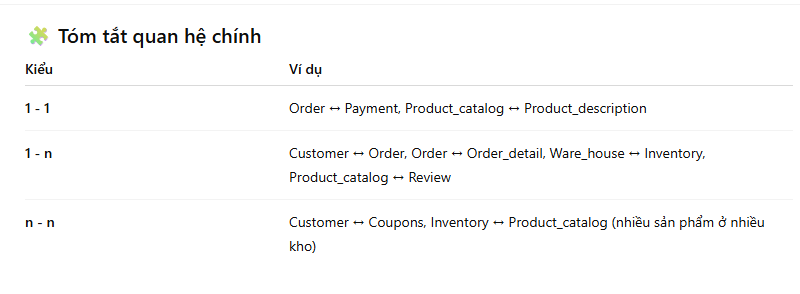 Tóm tắt quan hệ chính
Kiểu Ví dụ
1 - 1 Order ↔ Payment, Product_catalog ↔ Product_description
1 - n Customer ↔ Order, Order ↔ Order_detail, Ware_house ↔ Inventory,
Product_catalog ↔ Review
n - n Customer ↔ Coupons, Inventory ↔ Product_catalog (nhiều sản phẩm ở nhiều
kho)